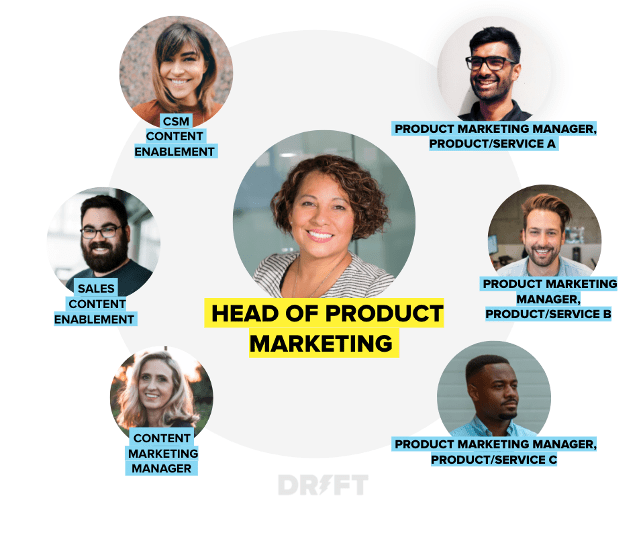 CSM
CONTENT
ENABLEMENT
PRODUCT MARKETING MANAGER,
PRODUCT/SERVICE A
SALES
CONTENT
ENABLEMENT
HEAD OF PRODUCT
MARKETING
PRODUCT MARKETING
MANAGER,
PRODUCT/SERVICE B
CONTENT
MARKETING
MANAGER
PRODUCT MARKETING MANAGER,
PRODUCT/SERVICE C
DRIFT